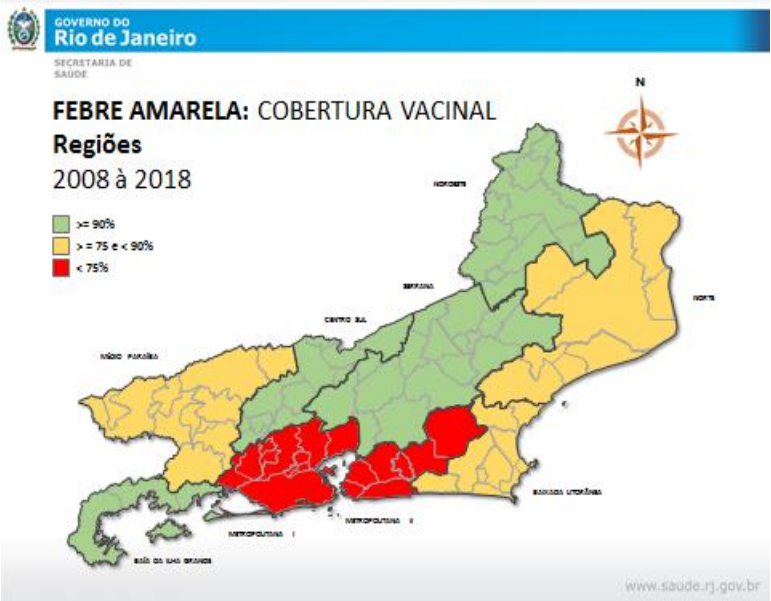 GOVERNO DO
Rio de Janeiro
SECRETARIA DE
SAÚDE
FEBRE AMARELA: COBERTURA VACINAL
Regiões
2008 à 2018
>= 90%
> = 75 e < 90%
< 75%
N
NOROESTE
SERRANA
NORTE
CENTRO SUL
MÉDIO PARAÍBA
BAIXADA LITORÂNEA
METROPOLITANA II
METROPOLITANA I
BAÍA DA ILHA GRANDE
www.saude.rj.gov.br